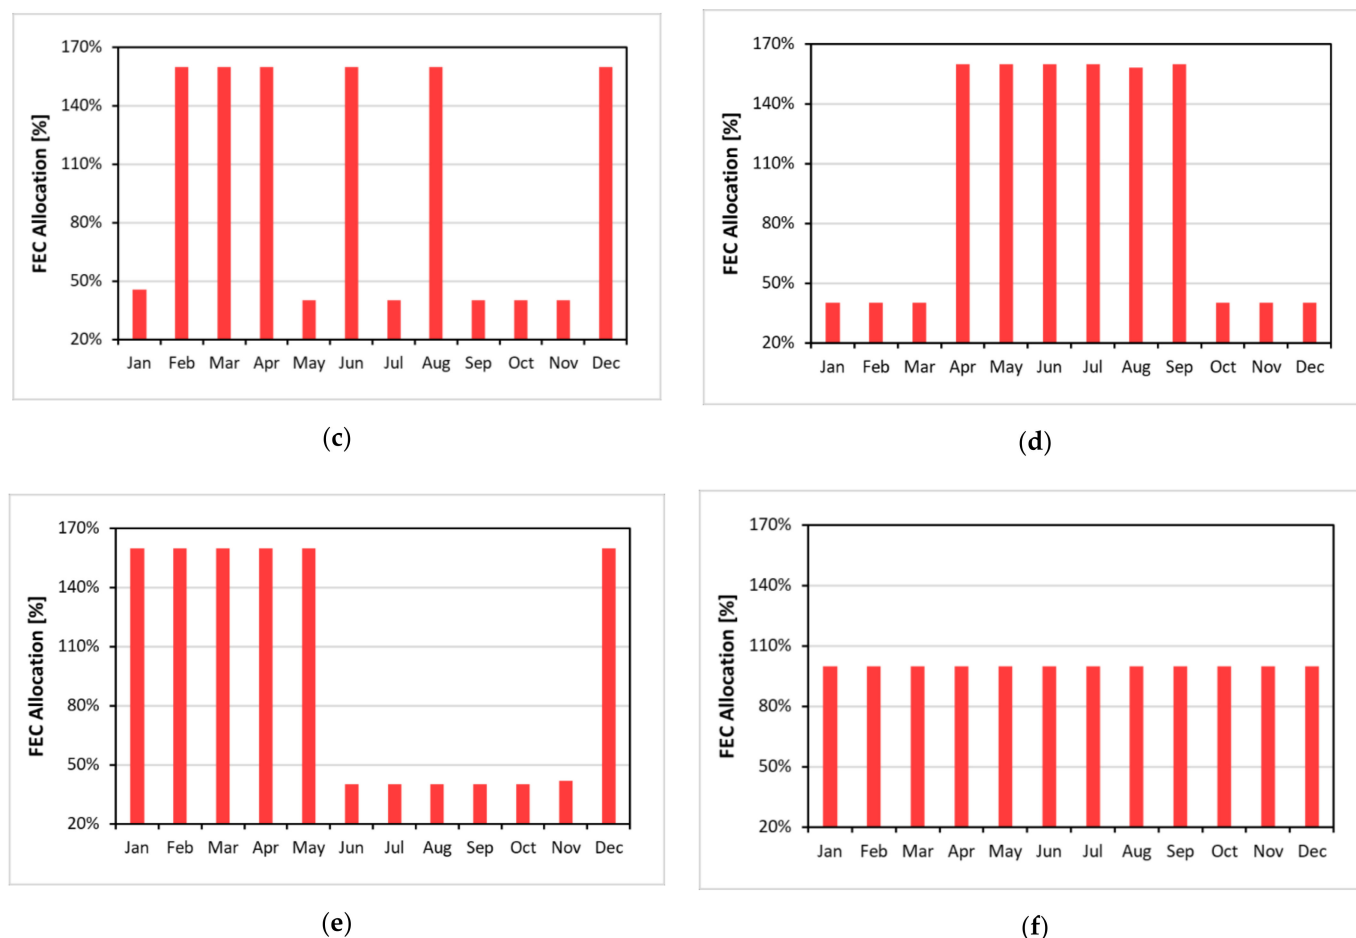 FEC Allocation [%]
170%
140%
110%
80%
50%
20%
Jan Feb Mar Apr May Jun Jul Aug Sep Oct Nov Dec
(c)
FEC Allocation [%]
170%
140%
110%
80%
50%
20%
Jan Feb Mar Apr May Jun Jul Aug Sep Oct Nov Dec
(d)
FEC Allocation [%]
170%
140%
110%
80%
50%
20%
Jan Feb Mar Apr May Jun Jul Aug Sep Oct Nov Dec
(e)
FEC Allocation [%]
170%
140%
110%
80%
50%
20%
Jan Feb Mar Apr May Jun Jul Aug Sep Oct Nov Dec
(f)